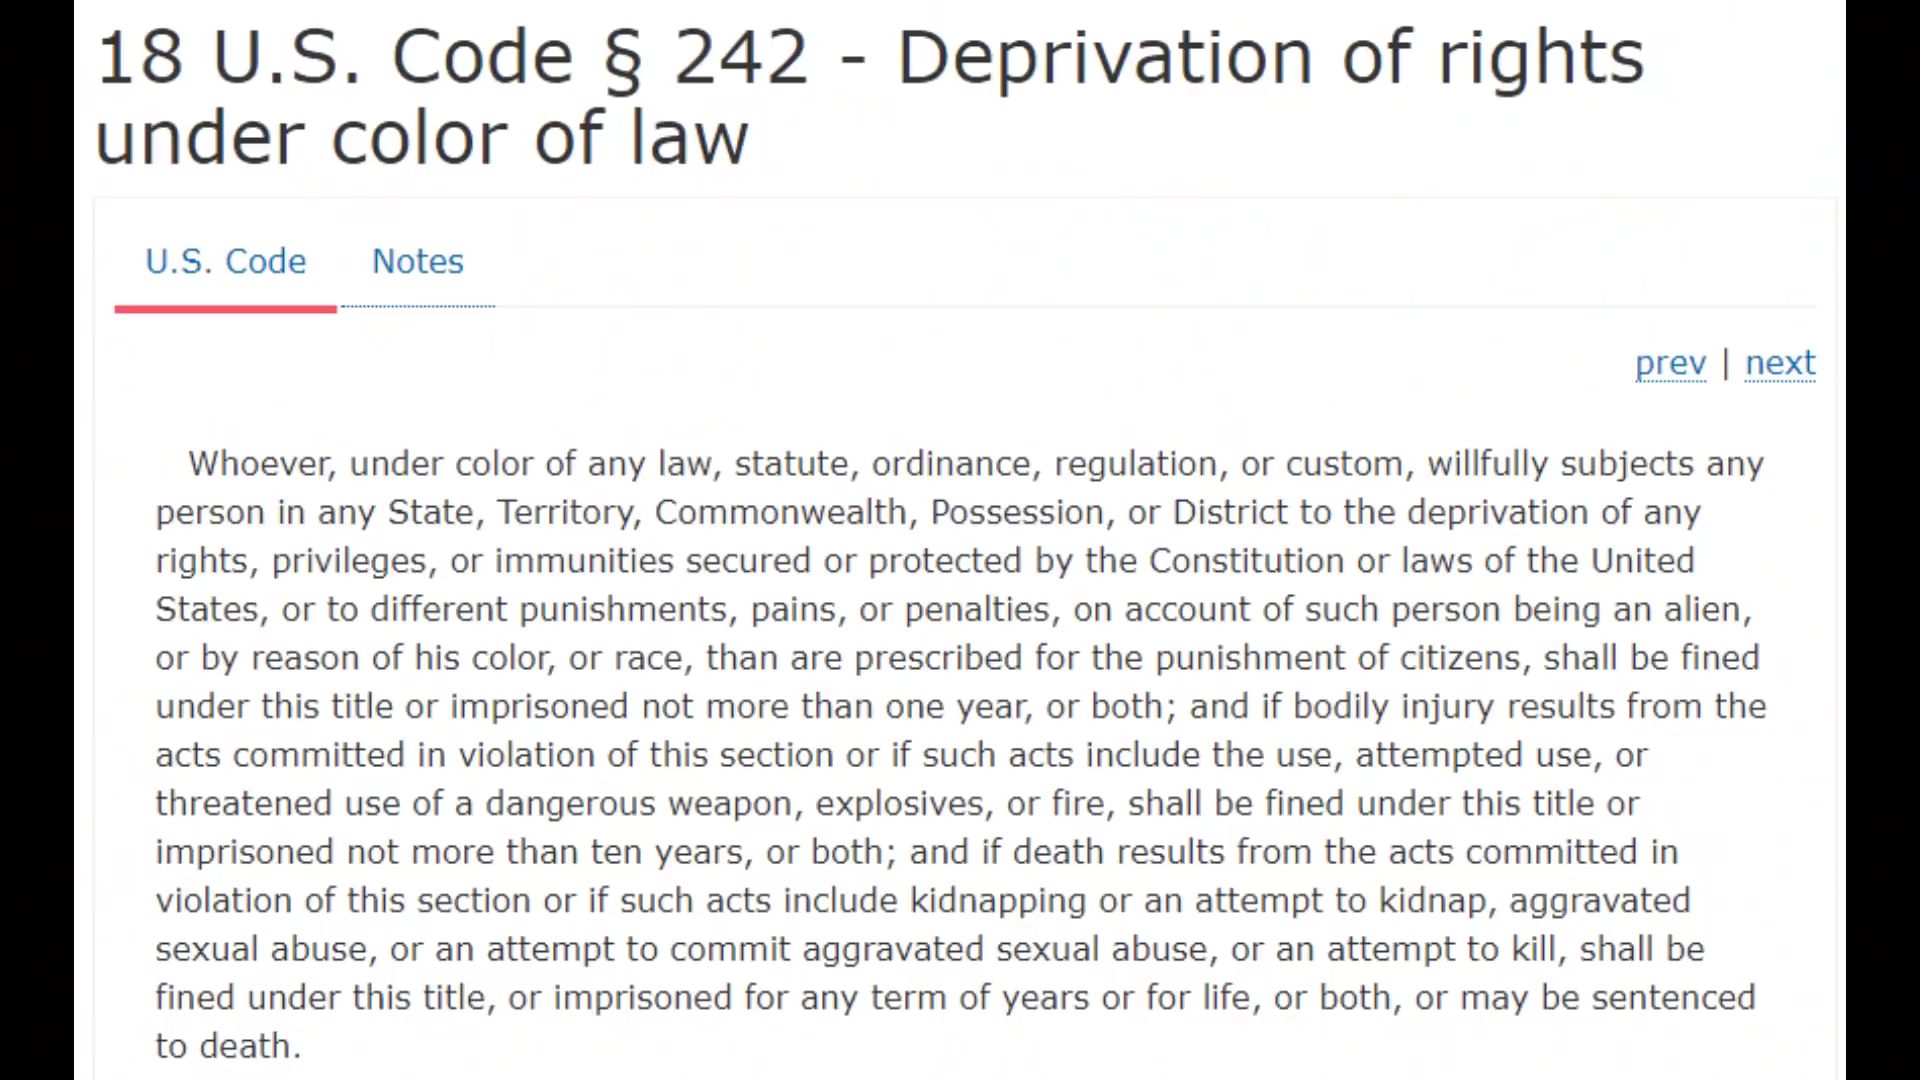 18 U.S. Code § 242 - Deprivation of rights
under color of law
U.S. Code Notes
prev | next
Whoever, under color of any law, statute, ordinance, regulation, or custom, willfully subjects any
person in any State, Territory, Commonwealth, Possession, or District to the deprivation of any
rights, privileges, or immunities secured or protected by the Constitution or laws of the United
States, or to different punishments, pains, or penalties, on account of such person being an alien,
or by reason of his color, or race, than are prescribed for the punishment of citizens, shall be fined
under this title or imprisoned not more than one year, or both; and if bodily injury results from the
acts committed in violation of this section or if such acts include the use, attempted use, or
threatened use of a dangerous weapon, explosives, or fire, shall be fined under this title or
imprisoned not more than ten years, or both; and if death results from the acts committed in
violation of this section or if such acts include kidnapping or an attempt to kidnap, aggravated
sexual abuse, or an attempt to commit aggravated sexual abuse, or an attempt to kill, shall be
fined under this title, or imprisoned for any term of years or for life, or both, or may be sentenced
to death.